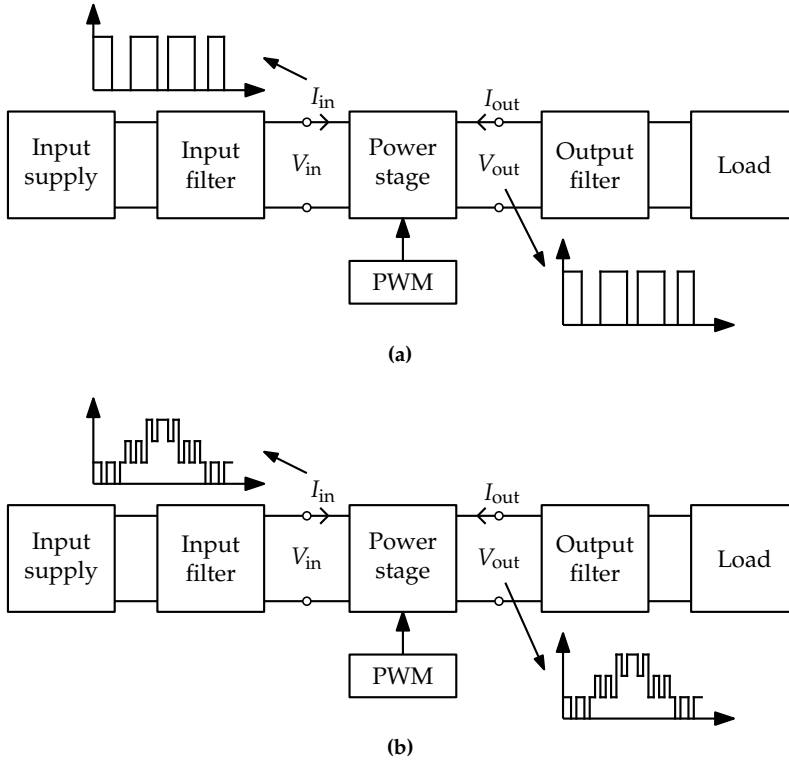 I_in
I_out
Input supply
Input filter
V_in
Power stage
V_out
Output filter
Load
PWM
(a)
I_in
I_out
Input supply
Input filter
V_in
Power stage
V_out
Output filter
Load
PWM
(b)